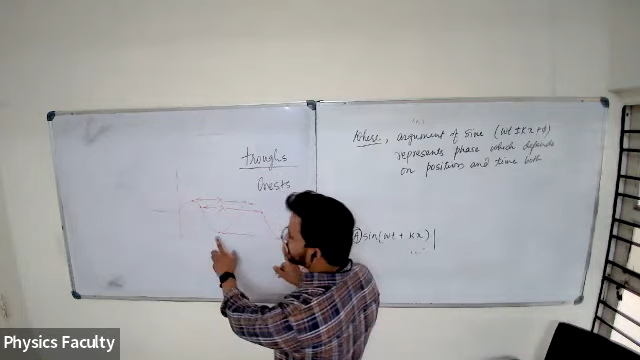 troughs
Crests
Where, argument of sine (wt ± kx + ϕ)
represents phase which depends
on position and time both
A sin(wt + kx)
Physics Faculty